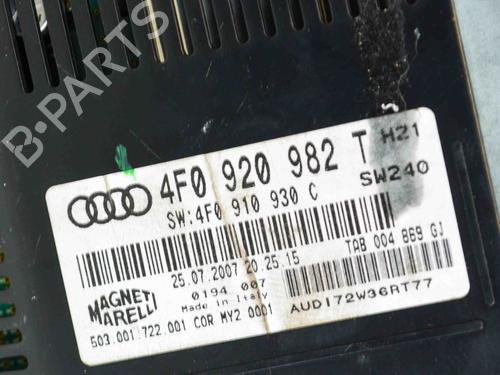 B-PARTS
4F0 920 982 T H21
SW:4F0 910 930 C SW240
25.07.2007 20.25.15 TAB 004 869 GJ
0194 007
Made in Italy
MAGNETI
MARELLI
AUDI72W36RT77
503.001.722.001 COR MY2 0001